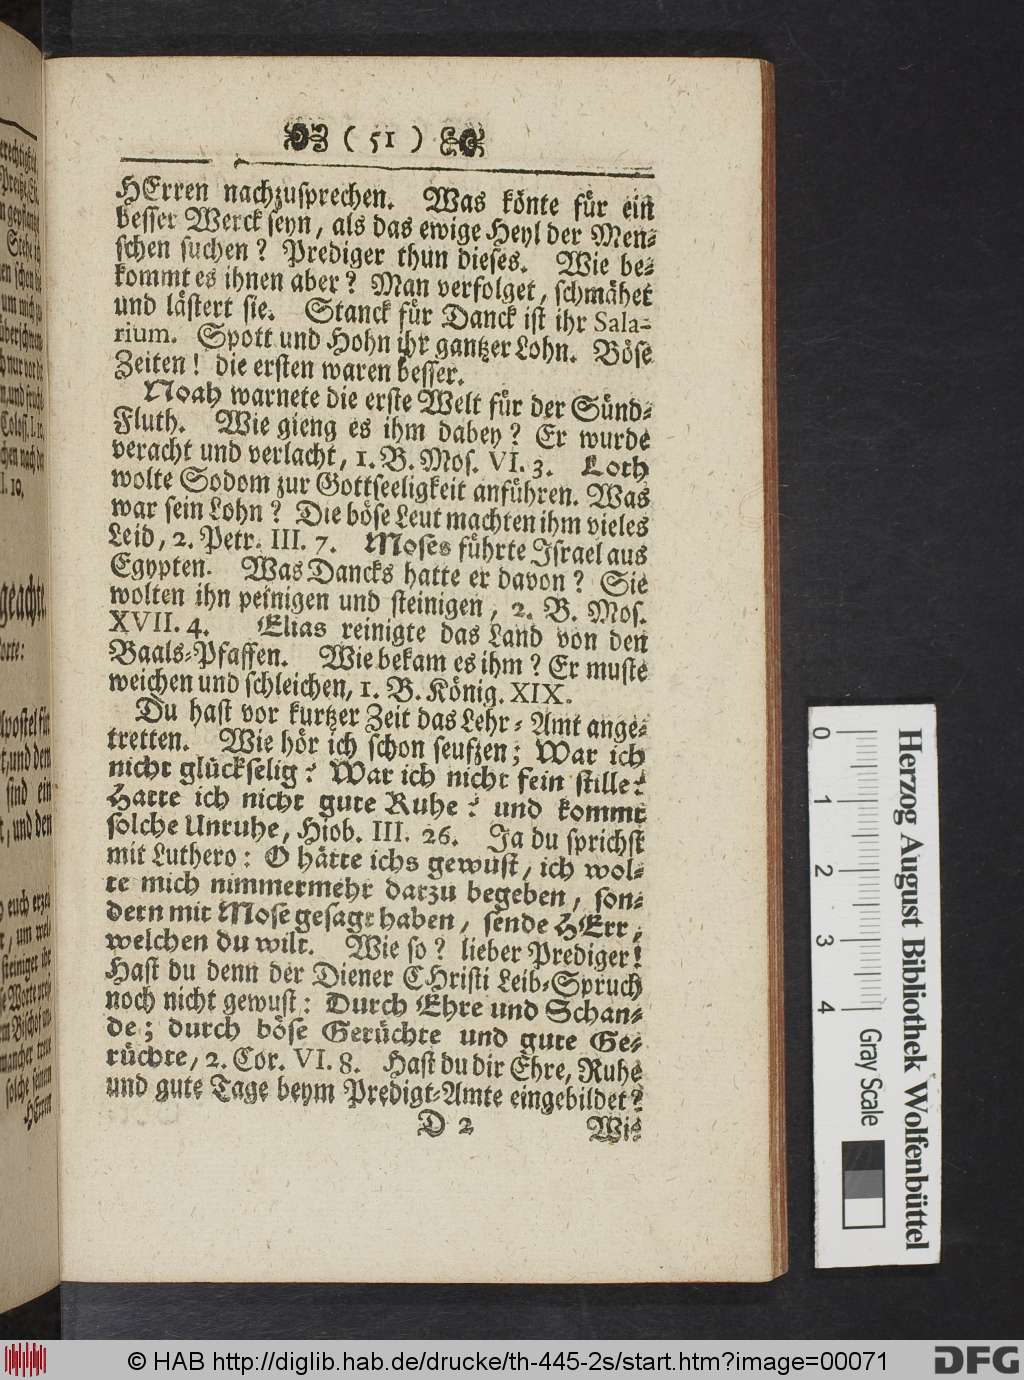 ( 51 )
HErren nachzusprechen. Was könte für ein
besser Werck seyn, als das ewige Heyl der Men-
schen suchen? Prediger thun dieses. Wie be-
kommt es ihnen aber? Man verfolget, schmähet
und lästert sie. Stanck für Danck ist ihr Sala-
rium. Spott und Hohn ihr gantzer Lohn. Böse
Zeiten! die ersten waren besser.
Noah warnete die erste Welt für der Sünd-
Fluth. Wie gieng es ihm dabey? Er wurde
veracht und verlacht, 1. B. Mos. VI. 3. Loth
wolte Sodom zur Gottseeligkeit anführen. Was
war sein Lohn? Die böse Leut machten ihm vieles
Leid, 2. Petr. III. 7. Moses führte Israel aus
Egypten. Was Dancks hatte er davon? Sie
wolten ihn peinigen und steinigen, 2. B. Mos.
XVII. 4. Elias reinigte das Land von den
Baals-Pfaffen. Wie bekam es ihm? Er muste
weichen und schleichen, 1. B. König. XIX.
Du hast vor kurtzer Zeit das Lehr-Amt ange-
tretten. Wie hör ich schon seufzen; War ich
nicht glückselig? War ich nicht fein stille?
Hatte ich nicht gute Ruhe? und kommt
solche Unruhe, Hiob. III. 26. Ja du sprichst
mit Luthero: O hätte ichs gewust, ich wol-
te mich nimmermehr darzu begeben, son-
dern mit Mose gesagt haben, sende HErr,
welchen du wilt. Wie so? lieber Prediger!
Hast du denn der Diener CHristi Leib-Spruch
noch nicht gewust: Durch Ehre und Schan-
de; durch böse Gerüchte und gute Ge-
rüchte, 2. Cor. VI. 8. Hast du dir Ehre, Ruhe
und gute Tage beym Predigt-Amte eingebildet?
D 2 Wie
Herzog August Bibliothek Wolfenbüttel
0 1 2 3 4 Gray Scale
© HAB http://diglib.hab.de/drucke/th-445-2s/start.htm?image=00071
DFG